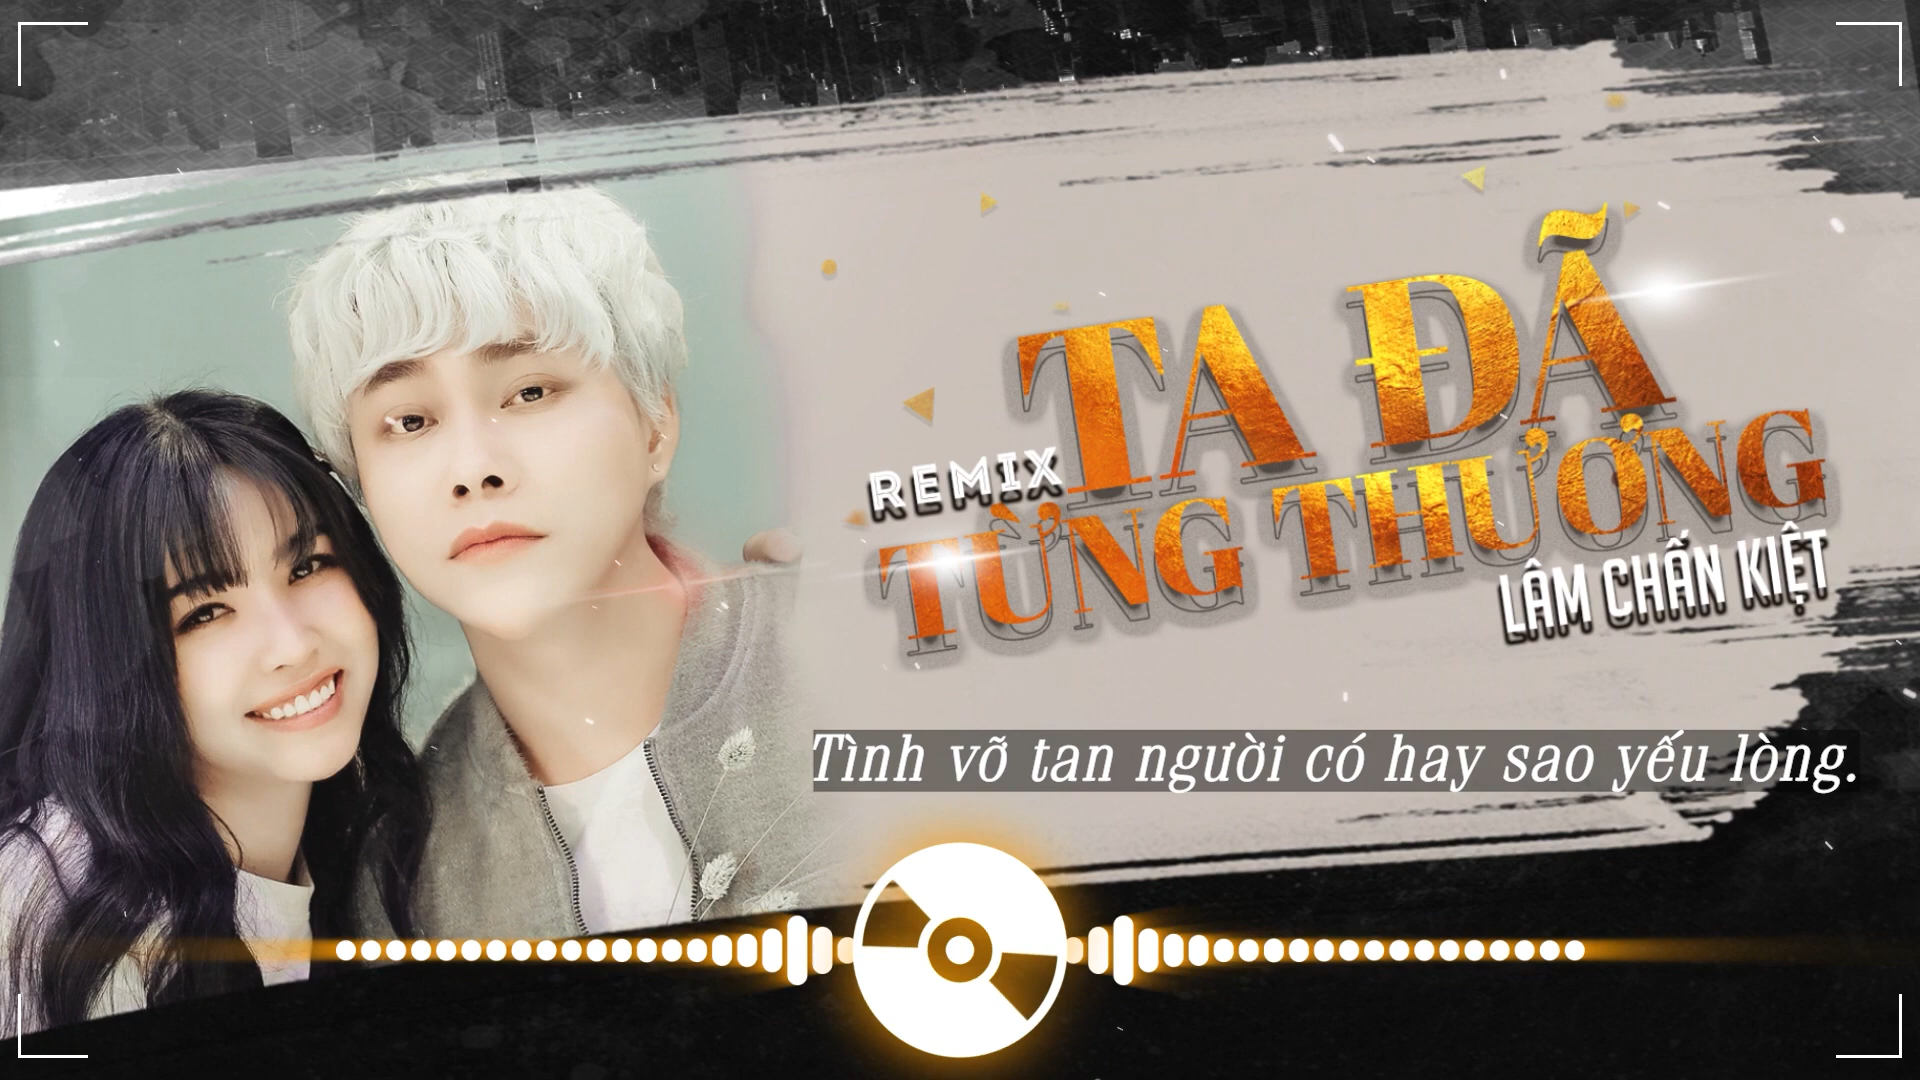 TA ĐÃ
REMIX
TỪNG THƯƠNG
LÂM CHẤN KIỆT
Tình vỡ tan người có hay sao yếu lòng.